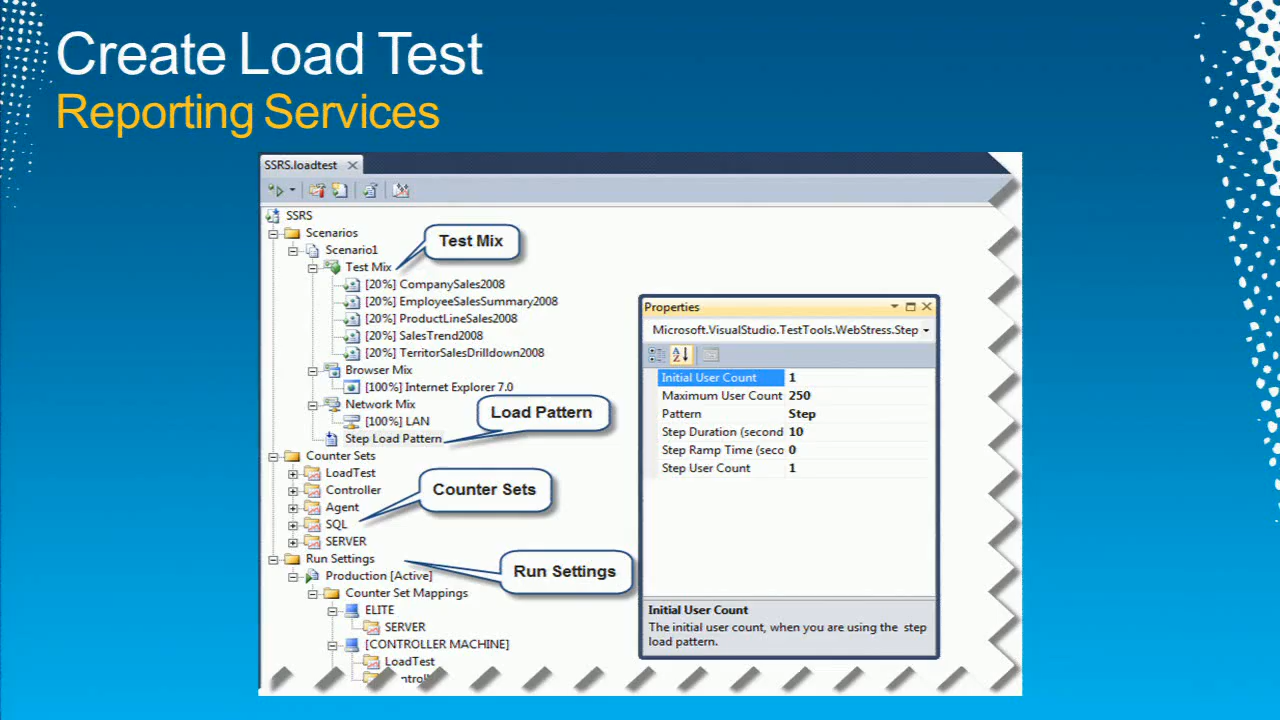 Create Load Test
Reporting Services
SSRS.loadtest
SSRS
Scenarios
Scenario1
Test Mix
Test Mix
[20%] CompanySales2008
[20%] EmployeeSalesSummary2008
[20%] ProductLineSales2008
[20%] SalesTrend2008
[20%] TerritorSalesDrilldown2008
Browser Mix
[100%] Internet Explorer 7.0
Network Mix
[100%] LAN
Step Load Pattern
Load Pattern
Counter Sets
LoadTest
Controller
Agent
SQL
SERVER
Counter Sets
Run Settings
Run Settings
Production [Active]
Counter Set Mappings
ELITE
SERVER
[CONTROLLER MACHINE]
LoadTest
Properties
Microsoft.VisualStudio.TestTools.WebStress.Step
Initial User Count 1
Maximum User Count 250
Pattern Step
Step Duration (second 10
Step Ramp Time (seco 0
Step User Count 1
Initial User Count
The initial user count, when you are using the step
load pattern.